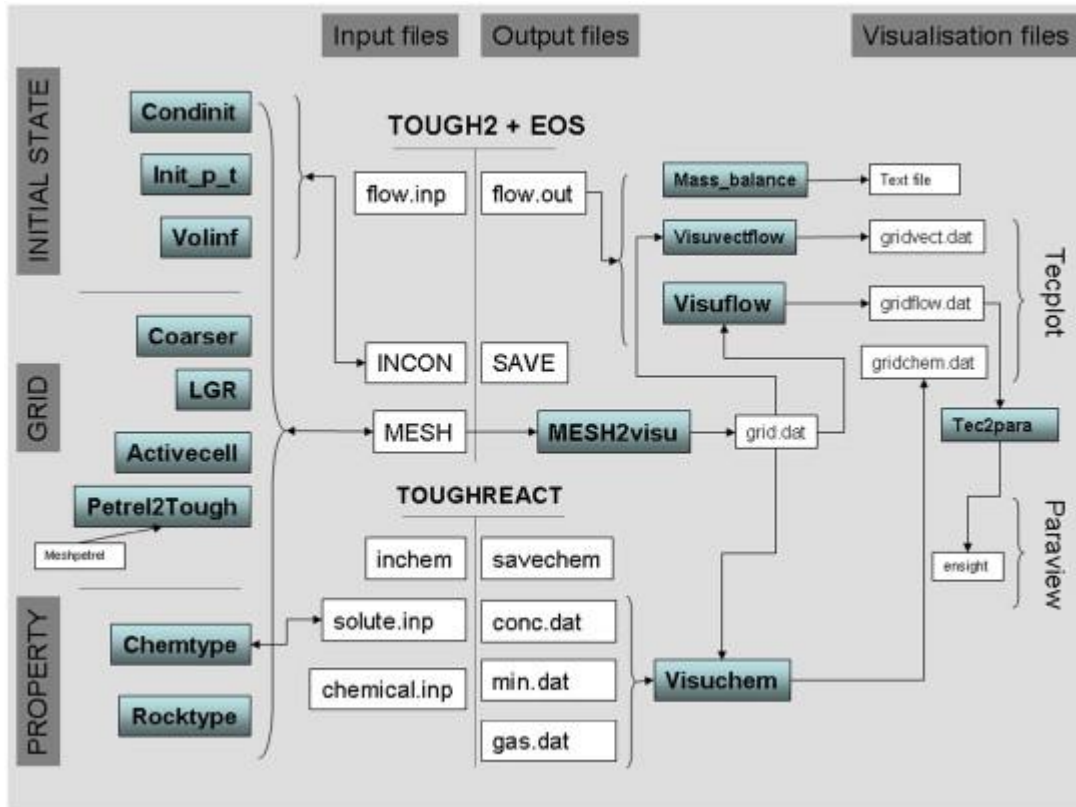 Input files
Output files
Visualisation files
INITIAL STATE
Condinit
Init_p_t
Volinf
TOUGH2 + EOS
flow.inp
flow.out
Mass_balance
Text file
Visuvectflow
gridvect.dat
Visuflow
gridflow.dat
gridchem.dat
Tecplot
GRID
Coarser
LGR
Activecell
Petrel2Tough
Meshpetrel
INCON
SAVE
MESH
MESH2visu
grid.dat
Tec2para
TOUGHREACT
inchem
savechem
ensight
Paraview
PROPERTY
Chemtype
Rocktype
solute.inp
conc.dat
chemical.inp
min.dat
gas.dat
Visuchem